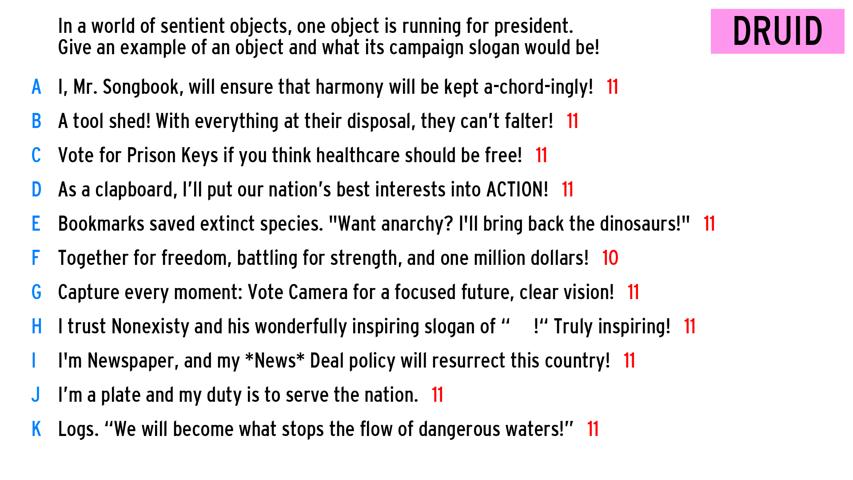 In a world of sentient objects, one object is running for president.
Give an example of an object and what its campaign slogan would be!
DRUID
A I, Mr. Songbook, will ensure that harmony will be kept a-chord-ingly! 11
B A tool shed! With everything at their disposal, they can't falter! 11
C Vote for Prison Keys if you think healthcare should be free! 11
D As a clapboard, I'll put our nation's best interests into ACTION! 11
E Bookmarks saved extinct species. "Want anarchy? I'll bring back the dinosaurs!" 11
F Together for freedom, battling for strength, and one million dollars! 10
G Capture every moment: Vote Camera for a focused future, clear vision! 11
H I trust Nonexisty and his wonderfully inspiring slogan of “    !“ Truly inspiring! 11
I I'm Newspaper, and my *News* Deal policy will resurrect this country! 11
J I’m a plate and my duty is to serve the nation. 11
K Logs. “We will become what stops the flow of dangerous waters!” 11